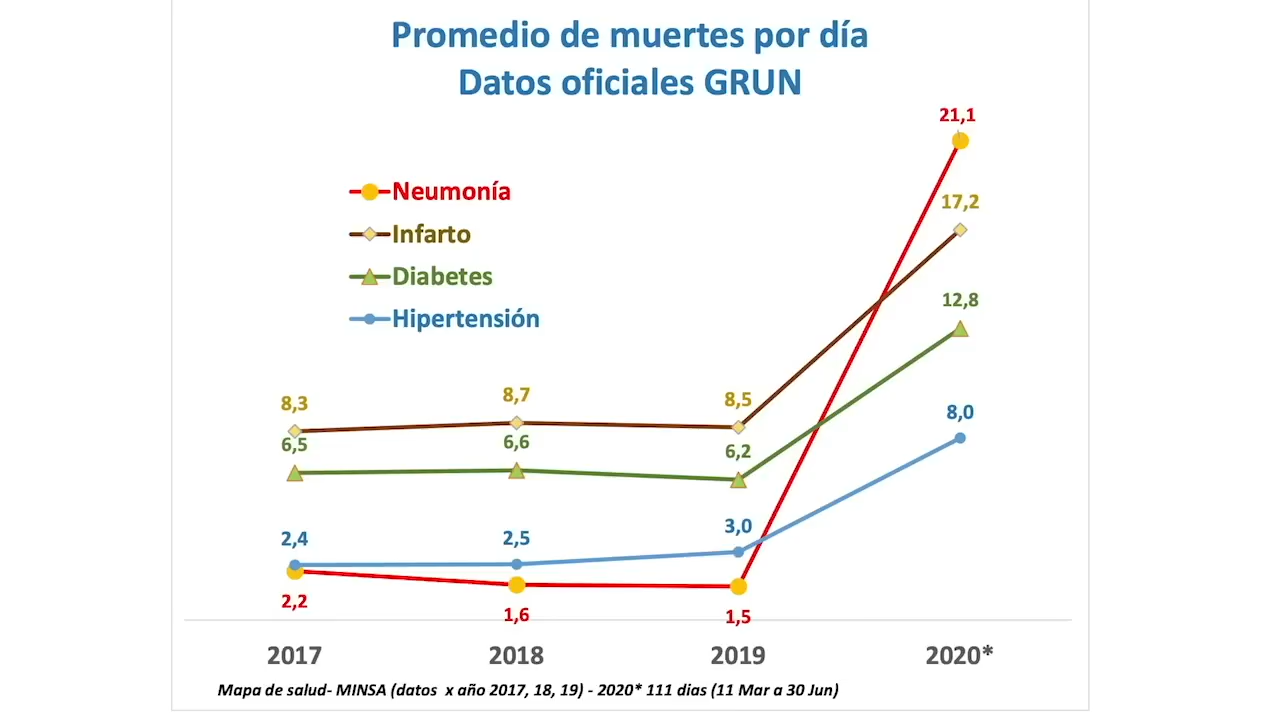 Promedio de muertes por día
Datos oficiales GRUN
21,1
Neumonía
17,2
Infarto
Diabetes
12,8
Hipertensión
8,3
8,7
8,5
8,0
6,5
6,6
6,2
2,4
2,5
3,0
2,2
1,6
1,5
2017
2018
2019
2020*
Mapa de salud- MINSA (datos x año 2017, 18, 19) - 2020* 111 dias (11 Mar a 30 Jun)